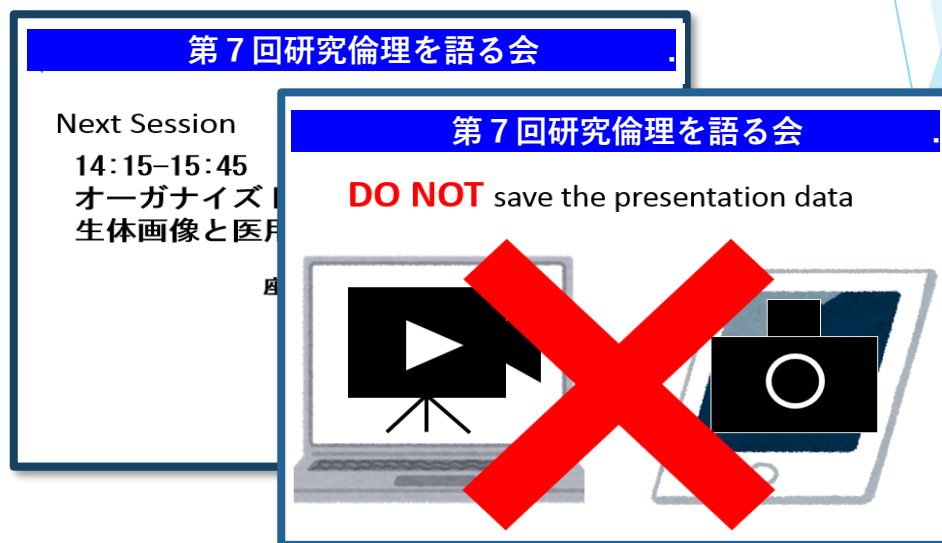 第７回研究倫理を語る会 .
Next Session
14:15–15:45
オーガナイズ
生体画像と医用
第７回研究倫理を語る会 .
DO NOT save the presentation data